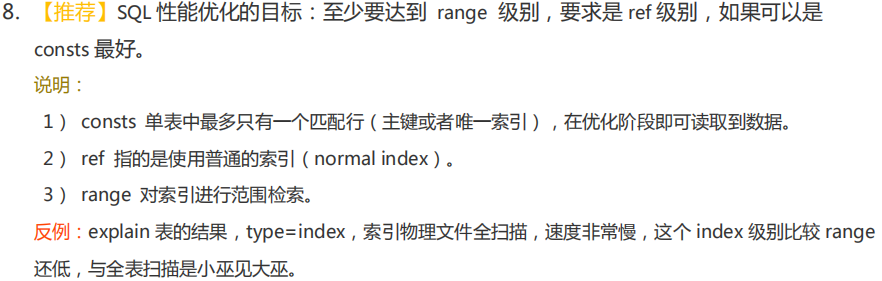 8. 【推荐】SQL 性能优化的目标：至少要达到 range 级别，要求是 ref 级别，如果可以是
consts 最好。
说明：
1） consts 单表中最多只有一个匹配行（主键或者唯一索引），在优化阶段即可读取到数据。
2） ref 指的是使用普通的索引（normal index）。
3） range 对索引进行范围检索。
反例：explain 表的结果，type=index，索引物理文件全扫描，速度非常慢，这个 index 级别比较 range
还低，与全表扫描是小巫见大巫。